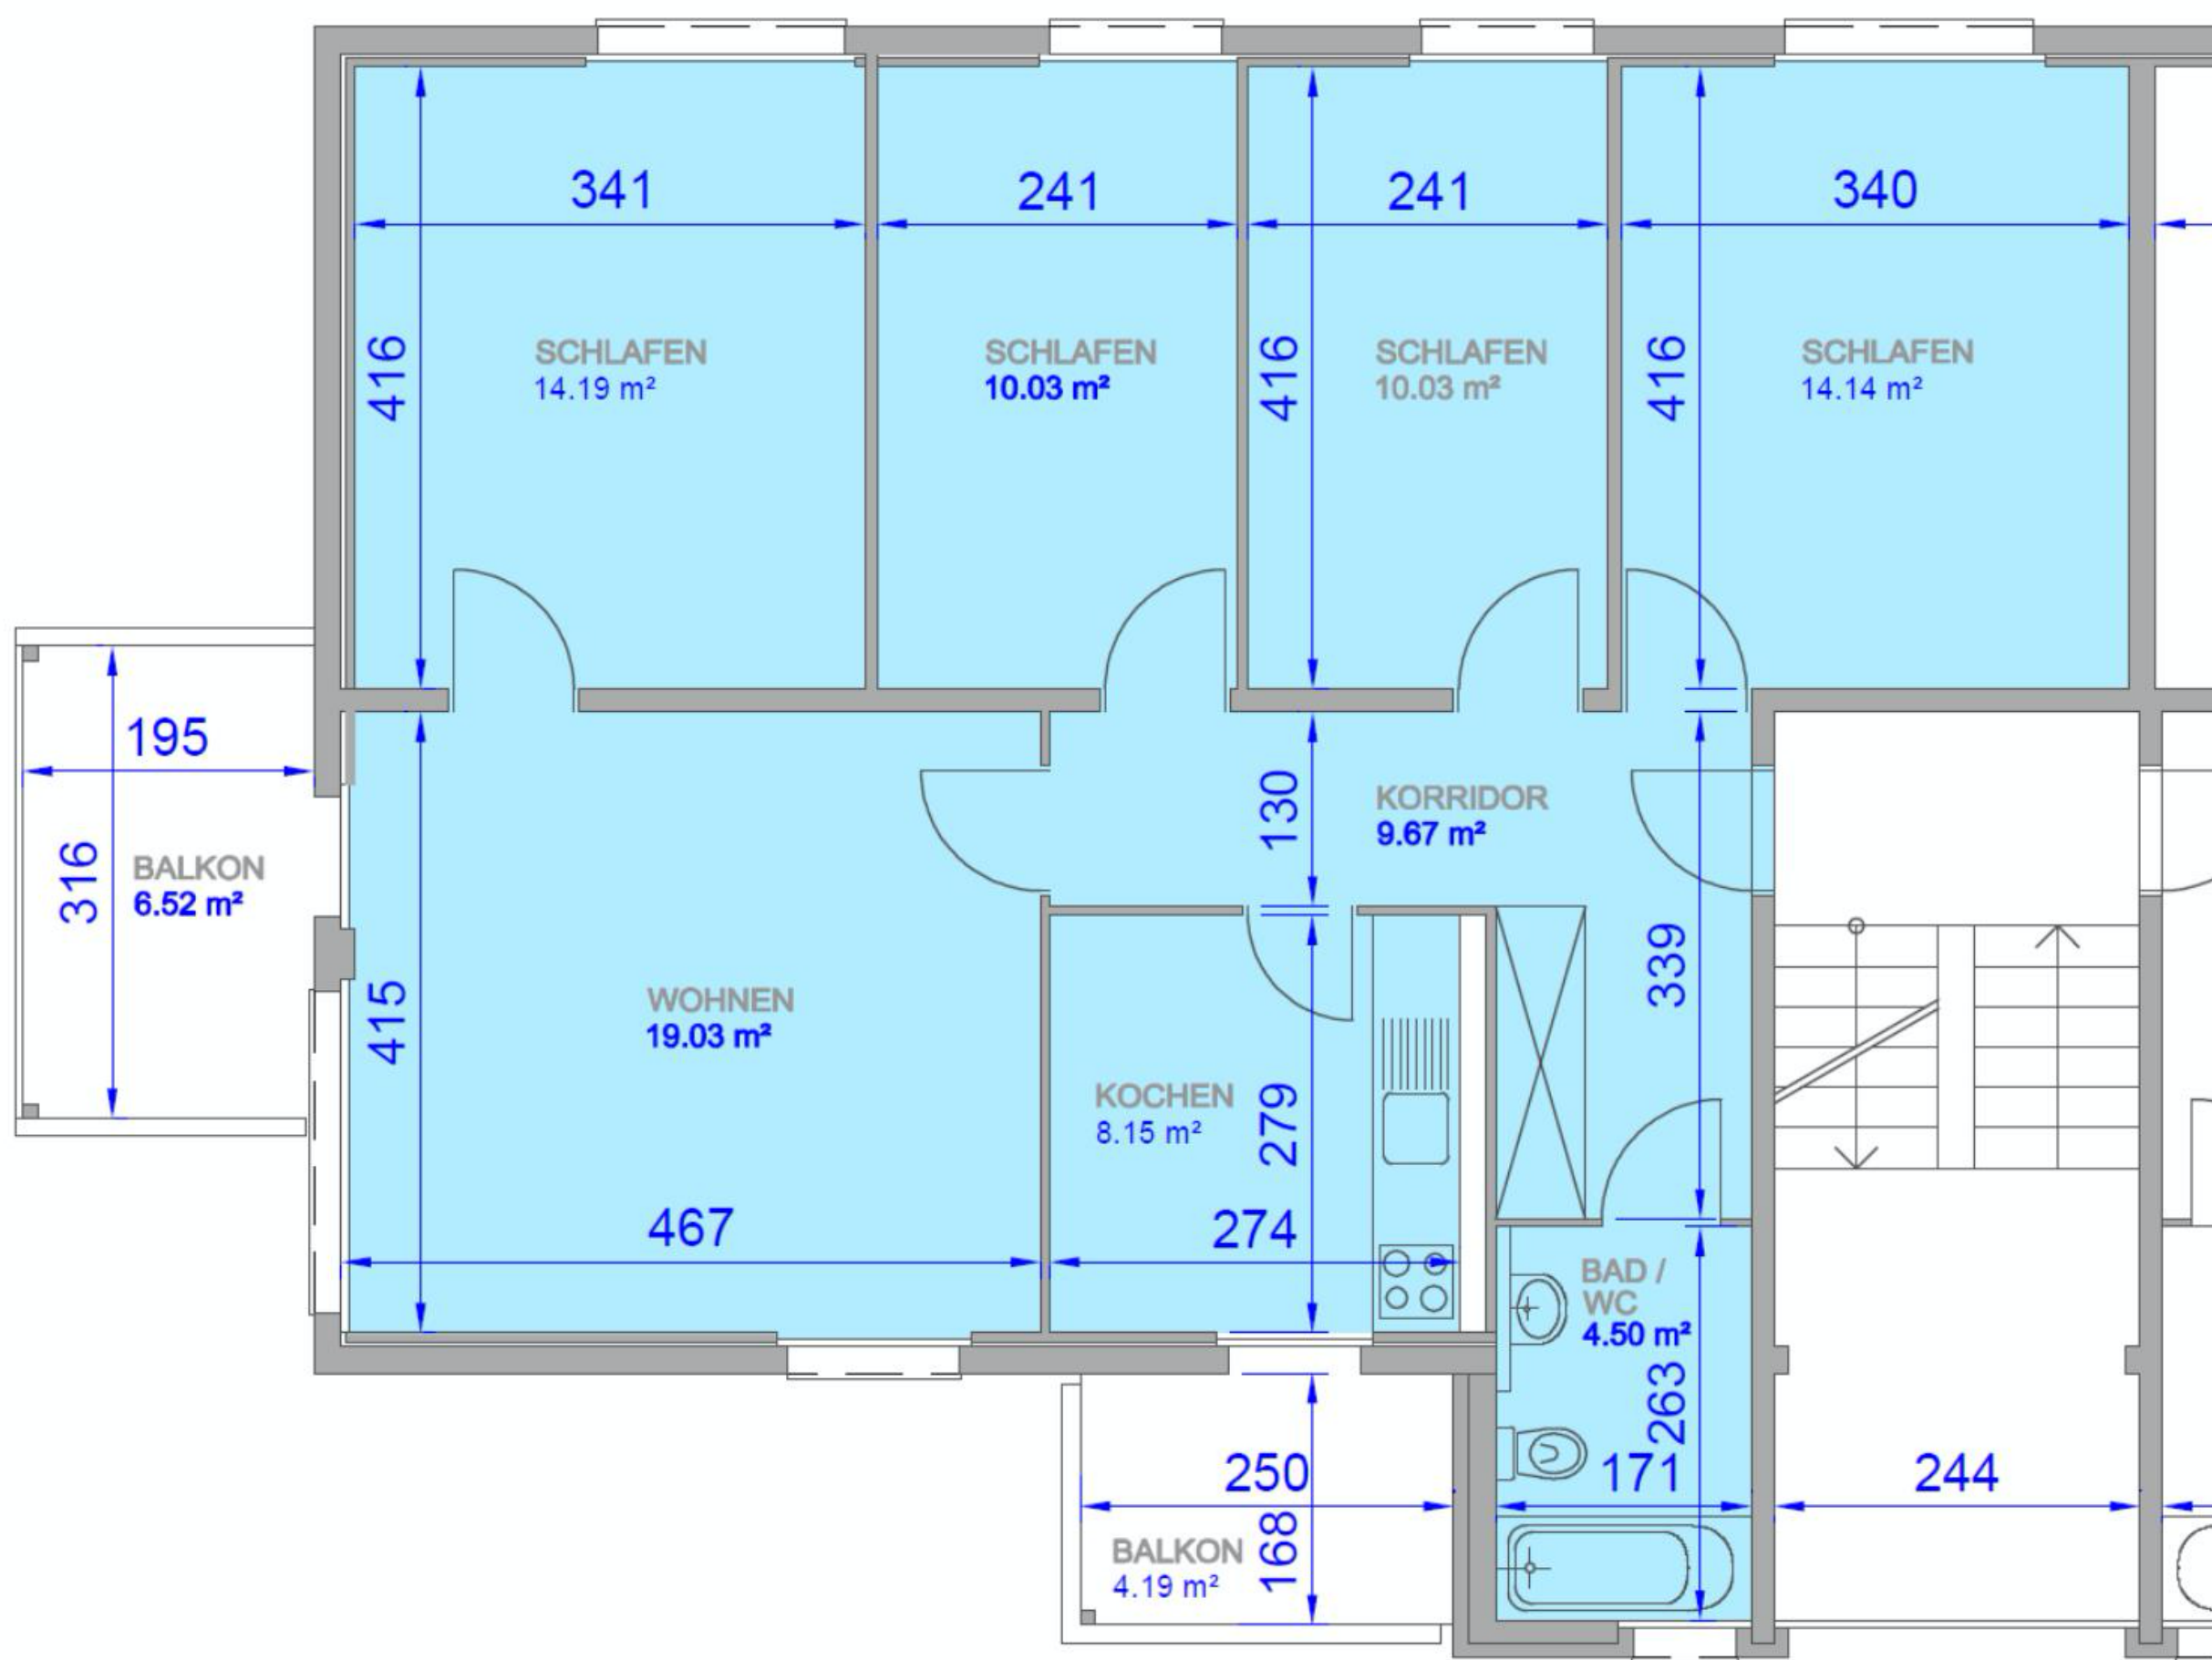 341
241
241
340
416
SCHLAFEN
14.19 m²
SCHLAFEN
10.03 m²
416
SCHLAFEN
10.03 m²
416
SCHLAFEN
14.14 m²
195
316
BALKON
6.52 m²
130
KORRIDOR
9.67 m²
415
WOHNEN
19.03 m²
339
KOCHEN
8.15 m²
279
467
274
BAD /
WC
4.50 m²
263
250
171
244
168
BALKON
4.19 m²